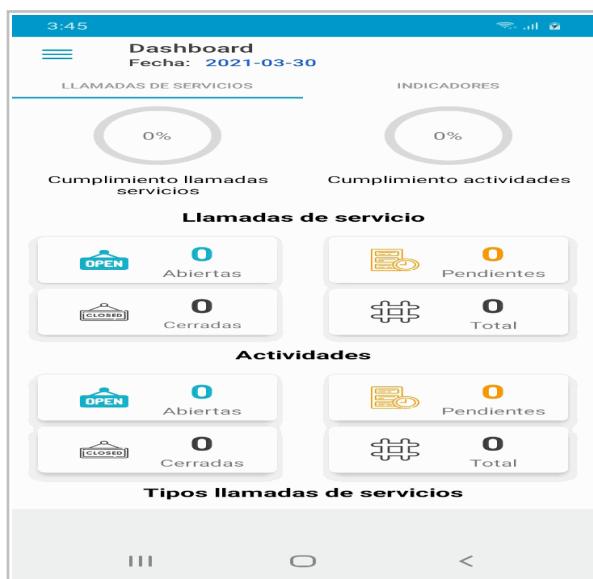 3:45
Dashboard
Fecha: 2021-03-30
LLAMADAS DE SERVICIOS
INDICADORES
0%
0%
Cumplimiento llamadas
servicios
Cumplimiento actividades
Llamadas de servicio
OPEN
0
Abiertas
0
Pendientes
CLOSED
0
Cerradas
0
Total
Actividades
OPEN
0
Abiertas
0
Pendientes
CLOSED
0
Cerradas
0
Total
Tipos llamadas de servicios